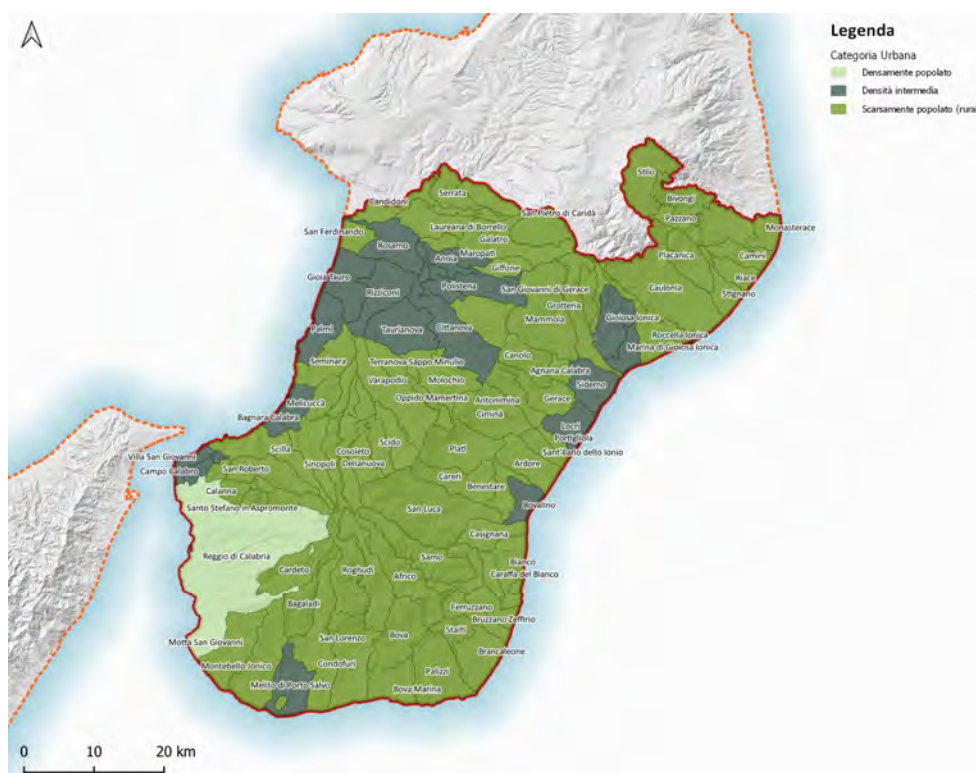 Legenda
Categoria Urbana
Densamente popolato
Densità intermedia
Scarsamente popolato (rural
Stilo
Serrata
Candidoni
Bivongi
San Pietro di Caridà
Pazzano
Laureana di Borrello
Monasterace
San Ferdinando
Galatro
Rosarno
Maropati
Anoia
Placanica
Camini
Giffone
Gioia Tauro
Riace
Polistena
Rizziconi
San Giovanni di Gerace
Caulonia
Stignano
Grotteria
Mammola
Gioiosa Ionica
Palmi
Taurianova
Cittanova
Roccella Ionica
Marina di Gioiosa Ionica
Seminara
Terranova Sappo Minulio
Canolo
Agnana Calabra
Varapodio
Molochio
Siderno
Oppido Mamertina
Antonimina
Gerace
Melicuccà
Ciminà
Bagnara Calabra
Locri
Portigliola
Scido
Scilla
Cosoleto
Platì
Sant'Ilario dello Ionio
Villa San Giovanni
Campo Calabro
San Roberto
Sinopoli
Delianuova
Ardore
Careri
Benestare
Calanna
Santo Stefano in Aspromonte
San Luca
Bovalino
Casignana
Reggio di Calabria
Samo
Bianco
Cardeto
Roghudi
Africo
Caraffa del Bianco
Bagaladi
Ferruzzano
Bruzzano Zeffirio
Staiti
Motta San Giovanni
San Lorenzo
Bova
Brancaleone
Montebello Jonico
Condofuri
Palizzi
Melito di Porto Salvo
Bova Marina
0 10 20 km